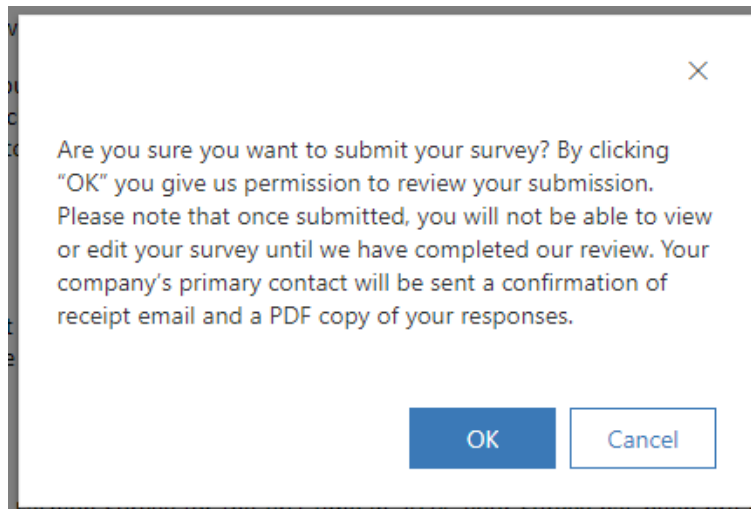 Are you sure you want to submit your survey? By clicking
“OK” you give us permission to review your submission.
Please note that once submitted, you will not be able to view
or edit your survey until we have completed our review. Your
company’s primary contact will be sent a confirmation of
receipt email and a PDF copy of your responses.
OK
Cancel